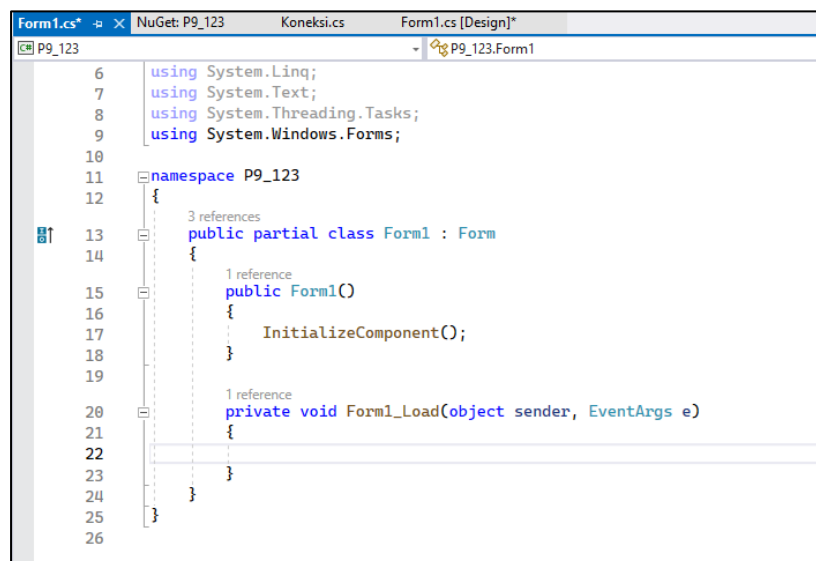 Form1.cs* NuGet: P9_123 Koneksi.cs Form1.cs [Design]*
C# P9_123 P9_123.Form1
6 using System.Linq;
7 using System.Text;
8 using System.Threading.Tasks;
9 using System.Windows.Forms;
10
11 namespace P9_123
12 {
3 references
13 public partial class Form1 : Form
14 {
1 reference
15 public Form1()
16 {
17 InitializeComponent();
18 }
19
1 reference
20 private void Form1_Load(object sender, EventArgs e)
21 {
22
23 }
24 }
25 }
26